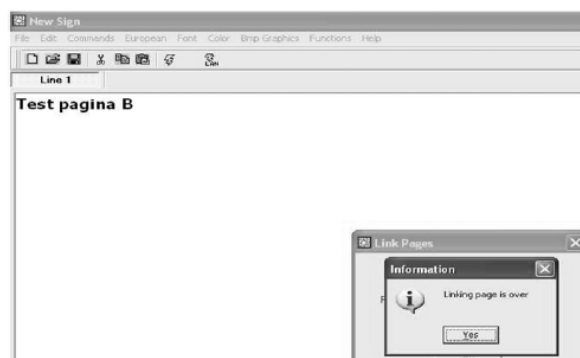 New Sign
File Edit Commands European Font Color Bmp Graphics Functions Help
LAN
Line 1
Test pagina B
Link Pages
Information
Linking page is over
Yes